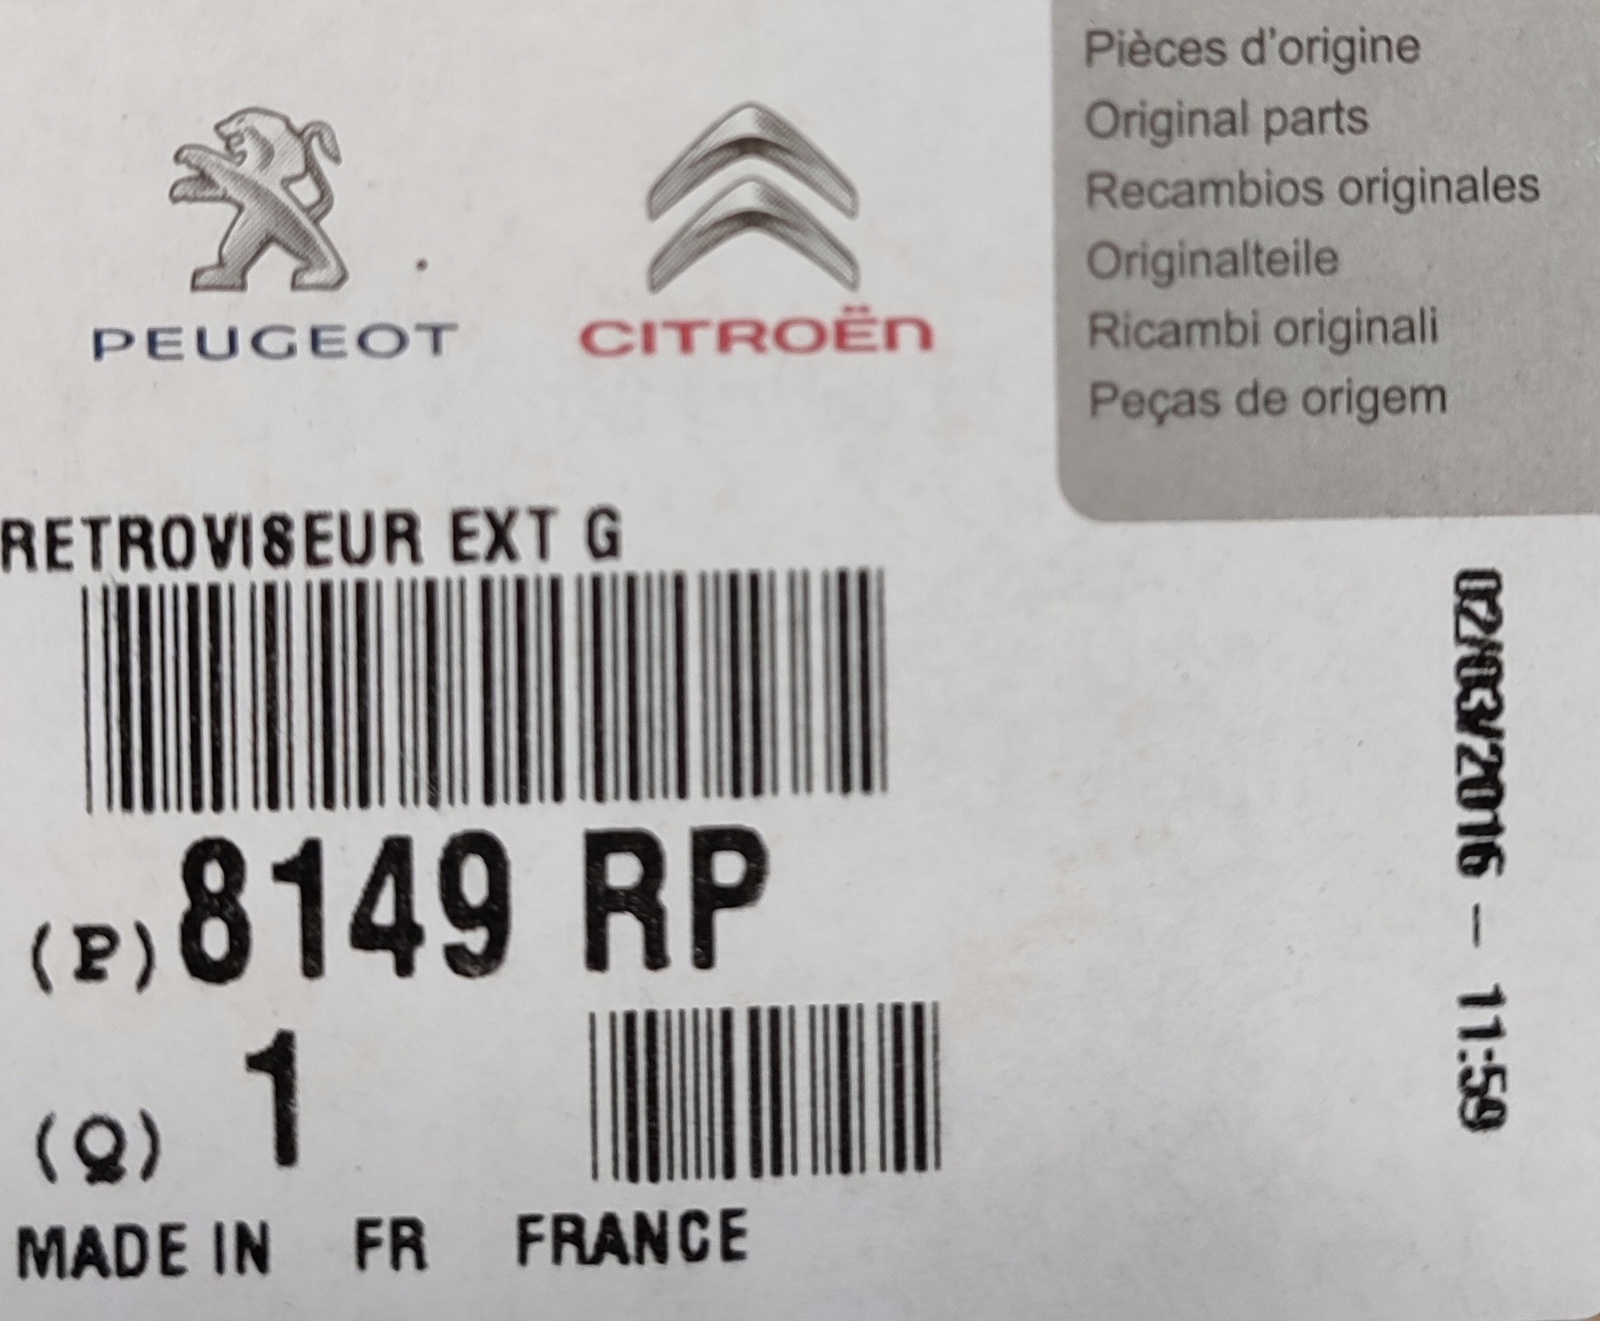 PEUGEOT
CITROËN
Pièces d'origine
Original parts
Recambios originales
Originalteile
Ricambi originali
Peças de origem
RETROVISEUR EXT G
(P) 8149 RP
(Q) 1
MADE IN FR FRANCE
02/03/2016 - 11:59